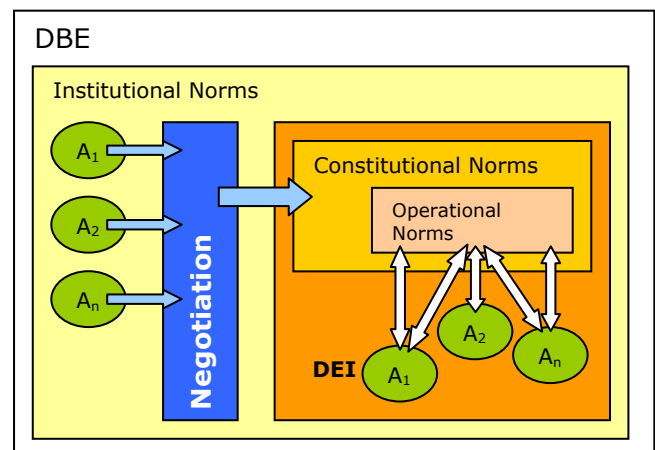 DBE
Institutional Norms
A₁
A₂
Aₙ
Negotiation
Constitutional Norms
Operational
Norms
DEI
A₁
A₂
Aₙ